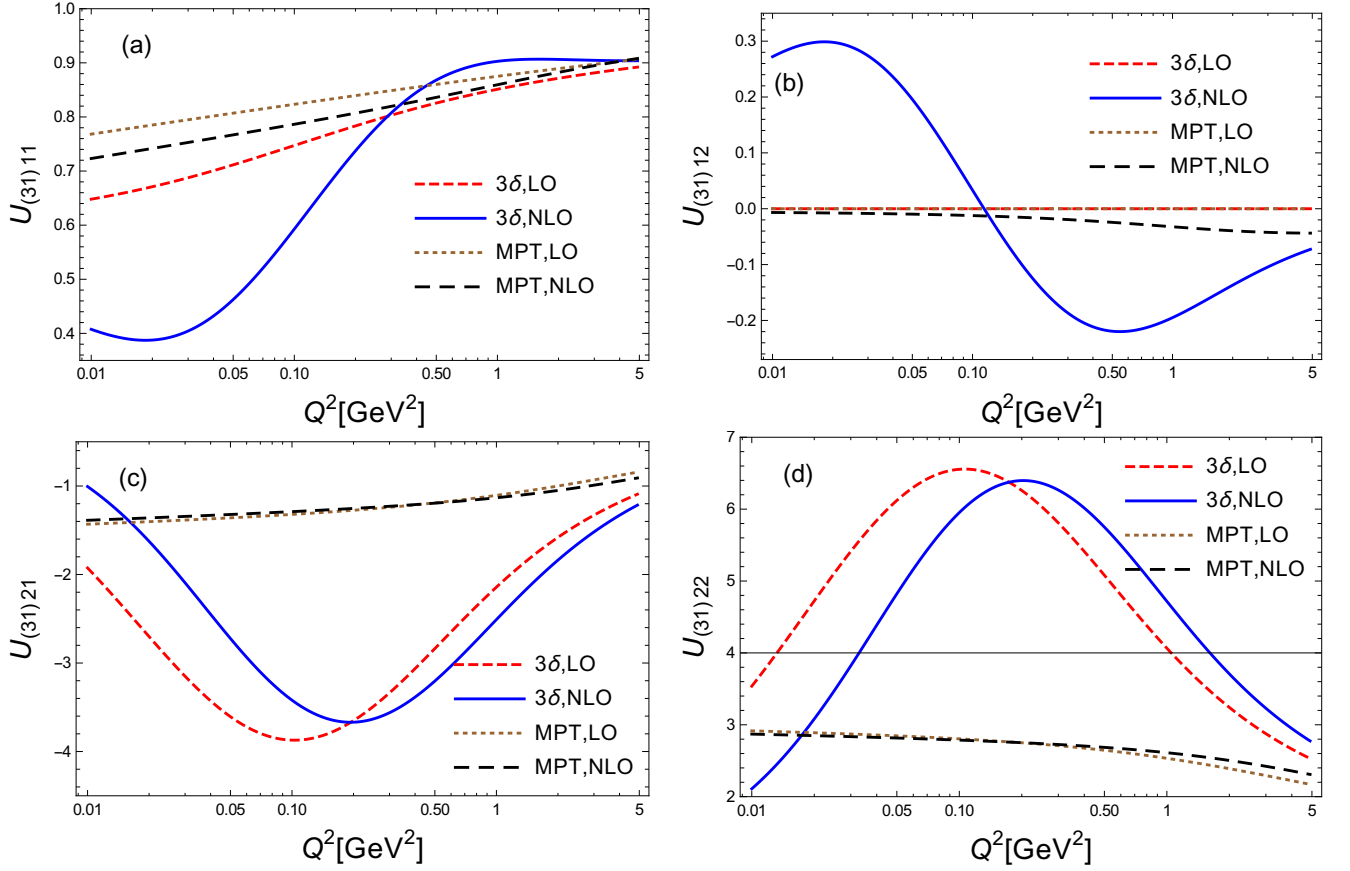 (a)
U(31) 11
1.0
0.9
0.8
0.7
0.6
0.5
0.4
3δ,LO
3δ,NLO
MPT,LO
MPT,NLO
0.01 0.05 0.10 0.50 1 5
Q²[GeV²]
(b)
U(31) 12
0.3
0.2
0.1
0.0
−0.1
−0.2
3δ,LO
3δ,NLO
MPT,LO
MPT,NLO
0.01 0.05 0.10 0.50 1 5
Q²[GeV²]
(c)
U(31) 21
−1
−2
−3
−4
3δ,LO
3δ,NLO
MPT,LO
MPT,NLO
0.01 0.05 0.10 0.50 1 5
Q²[GeV²]
(d)
U(31) 22
7
6
5
4
3
2
3δ,LO
3δ,NLO
MPT,LO
MPT,NLO
0.01 0.05 0.10 0.50 1 5
Q²[GeV²]